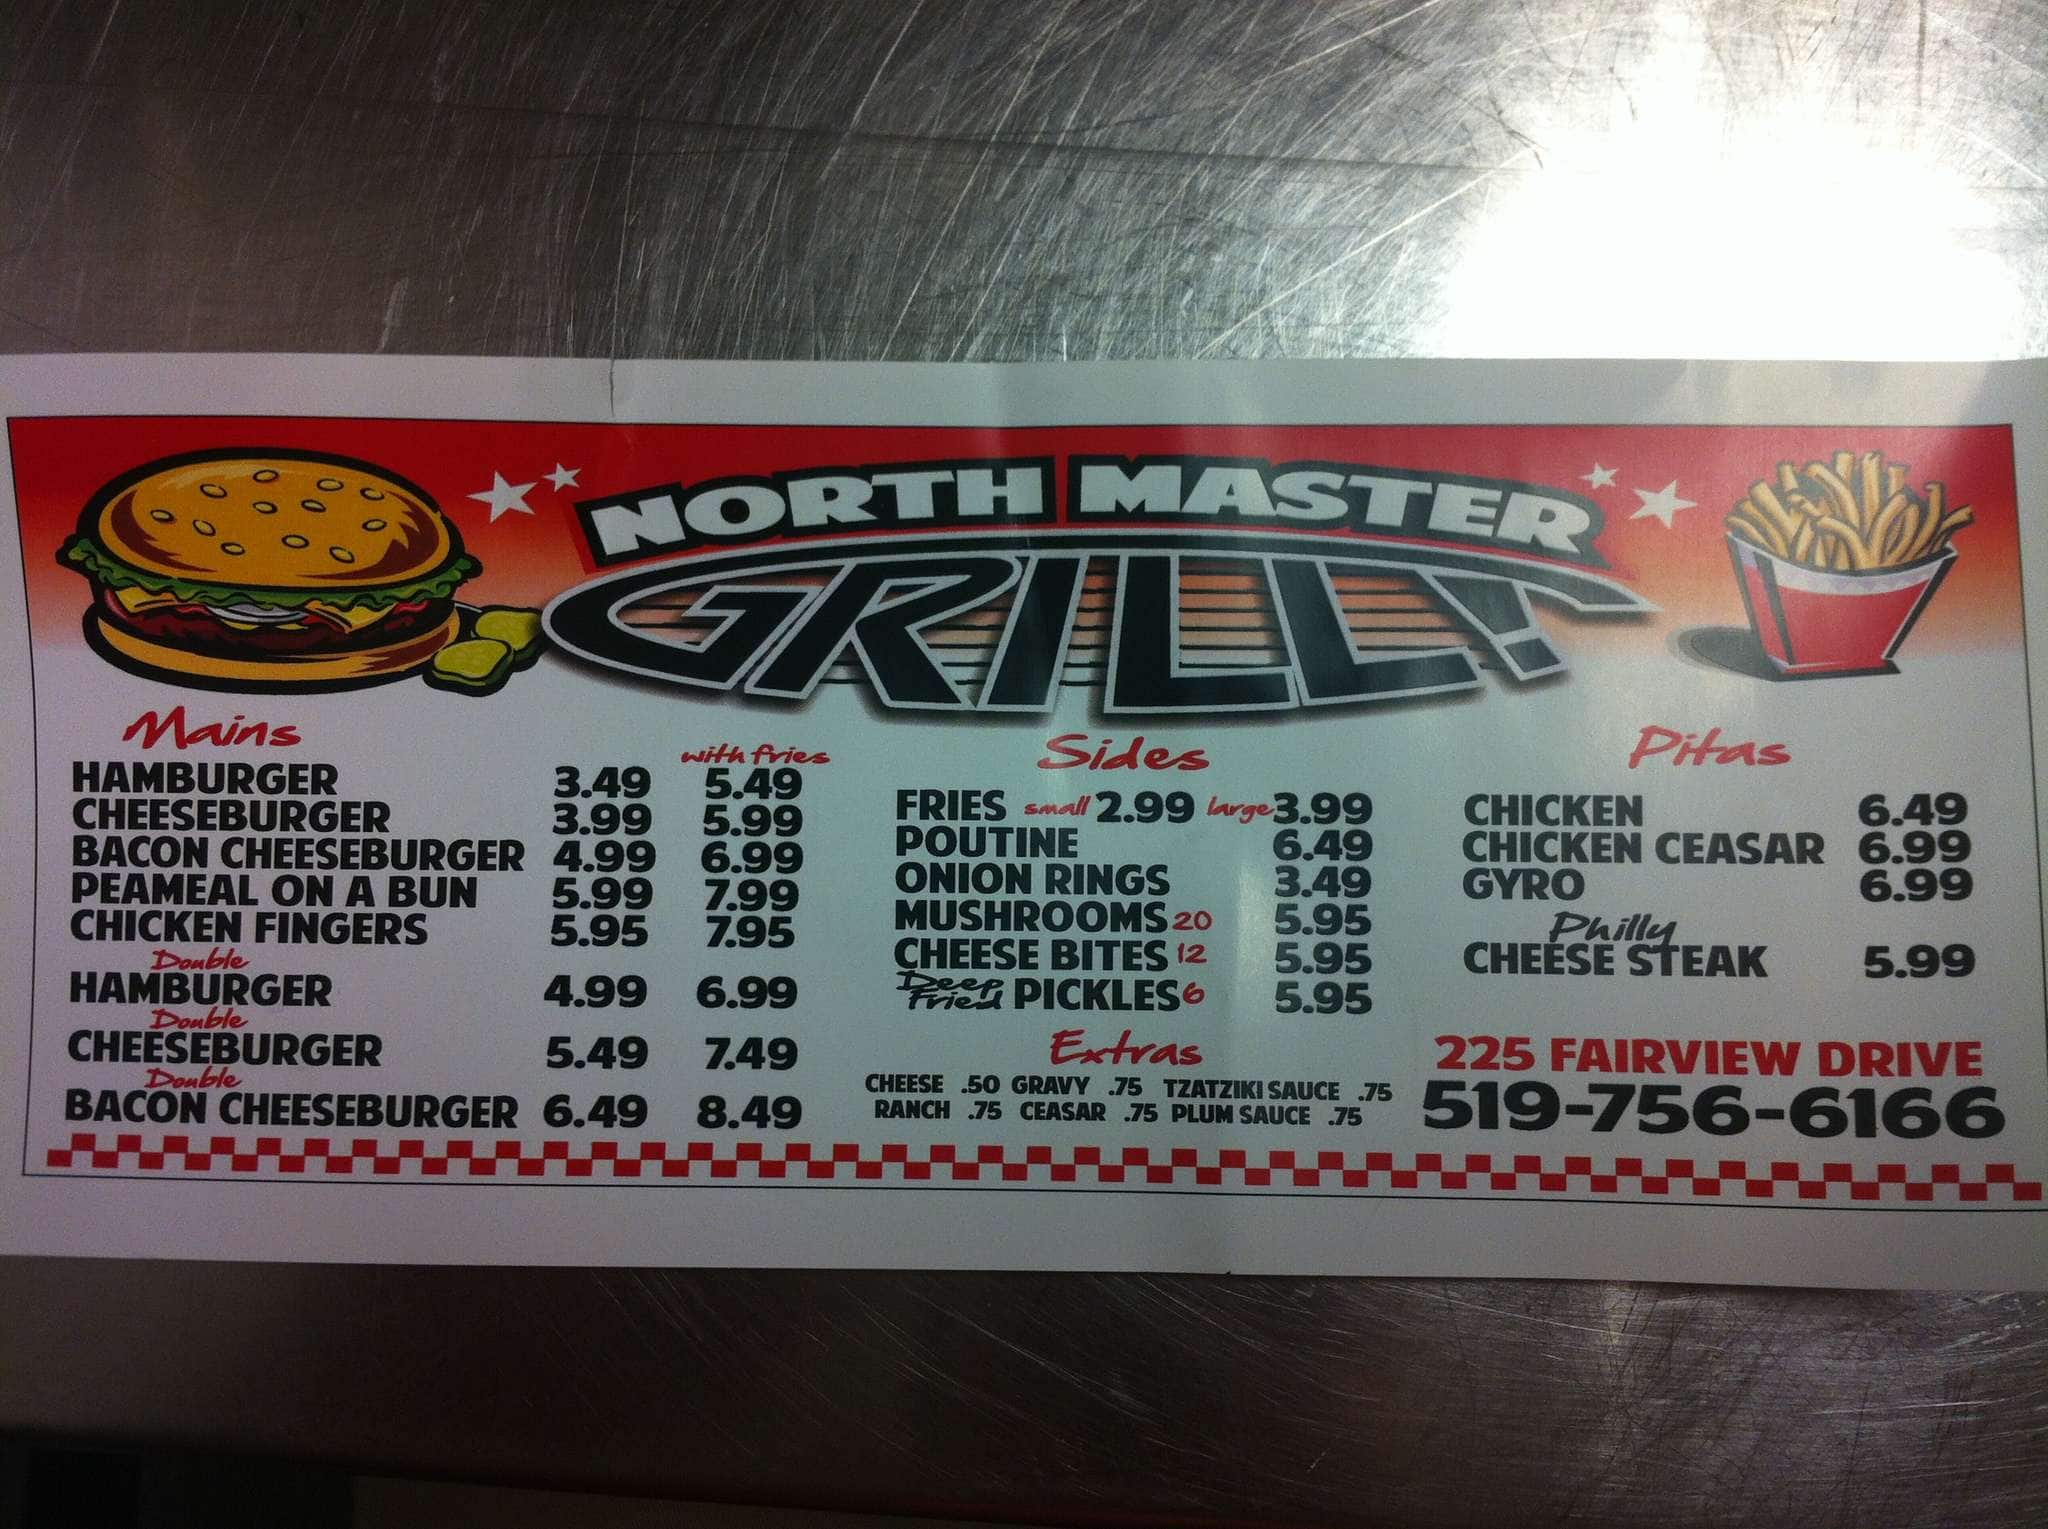 NORTH MASTER
GRILL!
Mains
with fries
HAMBURGER 3.49 5.49
CHEESEBURGER 3.99 5.99
BACON CHEESEBURGER 4.99 6.99
PEAMEAL ON A BUN 5.99 7.99
CHICKEN FINGERS 5.95 7.95
Double
HAMBURGER 4.99 6.99
Double
CHEESEBURGER 5.49 7.49
Double
BACON CHEESEBURGER 6.49 8.49
Sides
FRIES small 2.99 large 3.99
POUTINE 6.49
ONION RINGS 3.49
MUSHROOMS 20 5.95
CHEESE BITES 12 5.95
Deep Fried PICKLES 6 5.95
Extras
CHEESE .50 GRAVY .75 TZATZIKI SAUCE .75
RANCH .75 CEASAR .75 PLUM SAUCE .75
Pitas
CHICKEN 6.49
CHICKEN CEASAR 6.99
GYRO 6.99
Philly
CHEESE STEAK 5.99
225 FAIRVIEW DRIVE
519-756-6166